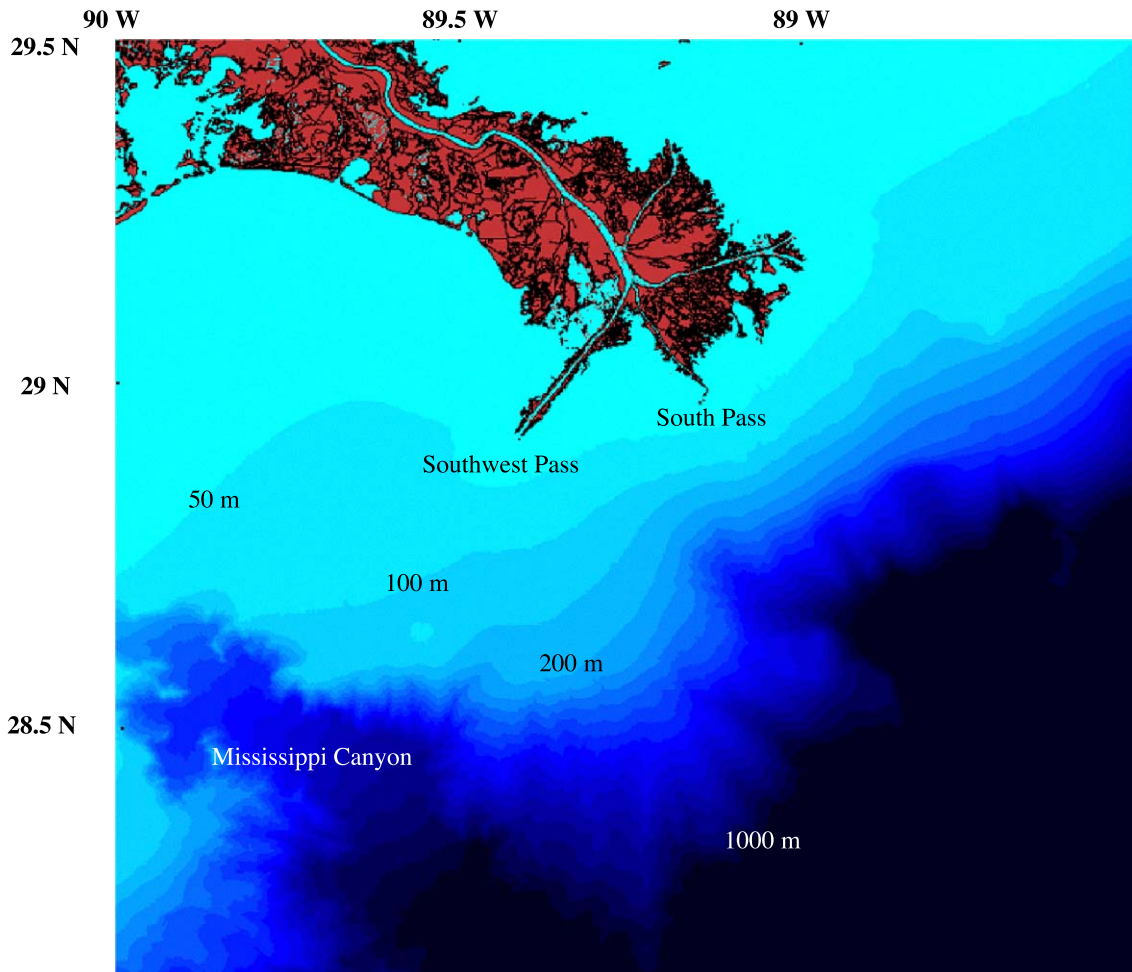 90 W
89.5 W
89 W
29.5 N
29 N
South Pass
Southwest Pass
50 m
100 m
200 m
28.5 N
Mississippi Canyon
1000 m